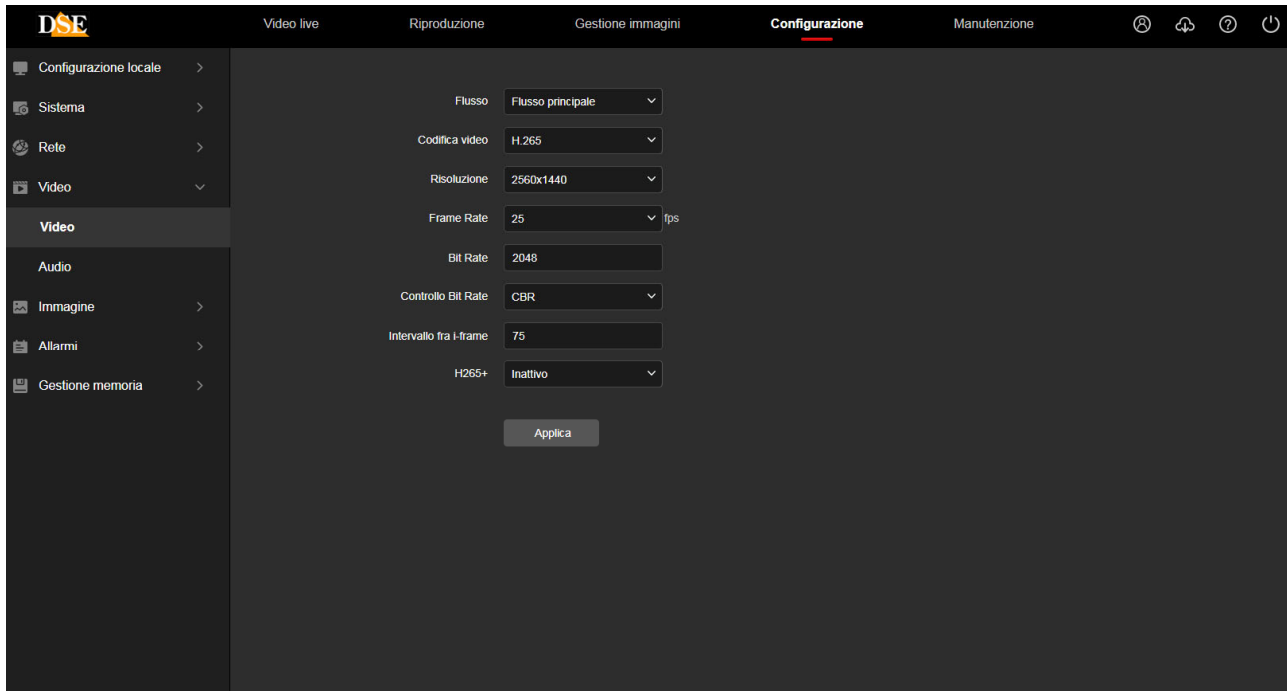 DSE
Video live Riproduzione Gestione immagini Configurazione Manutenzione
Configurazione locale
Sistema
Rete
Video
Video
Audio
Immagine
Allarmi
Gestione memoria
Flusso Flusso principale
Codifica video H.265
Risoluzione 2560x1440
Frame Rate 25 fps
Bit Rate 2048
Controllo Bit Rate CBR
Intervallo fra i-frame 75
H265+ Inattivo
Applica